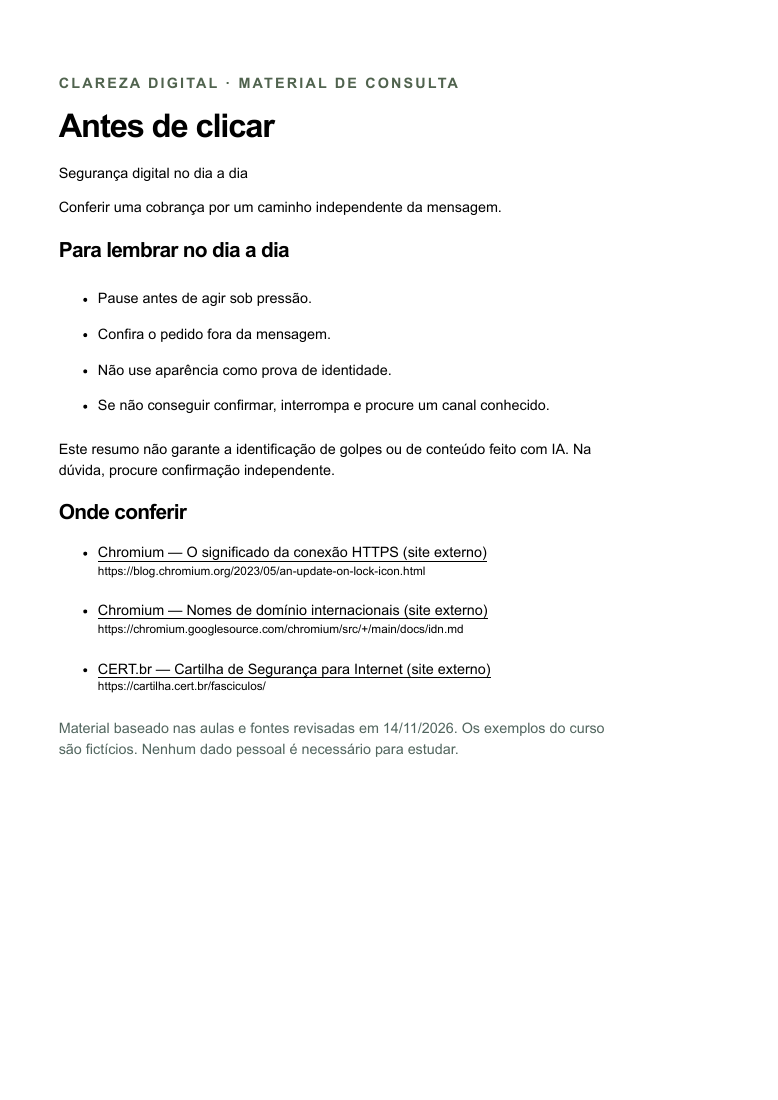 CLAREZA DIGITAL · MATERIAL DE CONSULTA
Antes de clicar
Segurança digital no dia a dia
Conferir uma cobrança por um caminho independente da mensagem.
Para lembrar no dia a dia
• Pause antes de agir sob pressão.
• Confira o pedido fora da mensagem.
• Não use aparência como prova de identidade.
• Se não conseguir confirmar, interrompa e procure um canal conhecido.
Este resumo não garante a identificação de golpes ou de conteúdo feito com IA. Na
dúvida, procure confirmação independente.
Onde conferir
• Chromium — O significado da conexão HTTPS (site externo)
https://blog.chromium.org/2023/05/an-update-on-lock-icon.html
• Chromium — Nomes de domínio internacionais (site externo)
https://chromium.googlesource.com/chromium/src/+/main/docs/idn.md
• CERT.br — Cartilha de Segurança para Internet (site externo)
https://cartilha.cert.br/fasciculos/
Material baseado nas aulas e fontes revisadas em 14/11/2026. Os exemplos do curso
são fictícios. Nenhum dado pessoal é necessário para estudar.